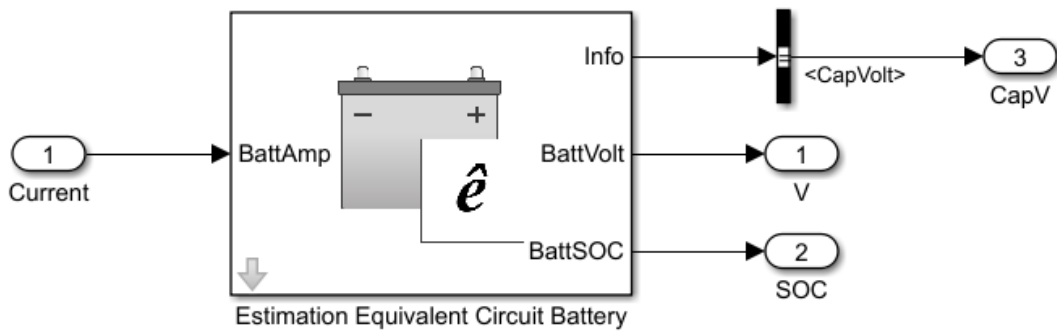 Info
<CapVolt>
3
CapV
1
Current
BattAmp
− +
ê
BattVolt
1
V
BattSOC
2
SOC
Estimation Equivalent Circuit Battery